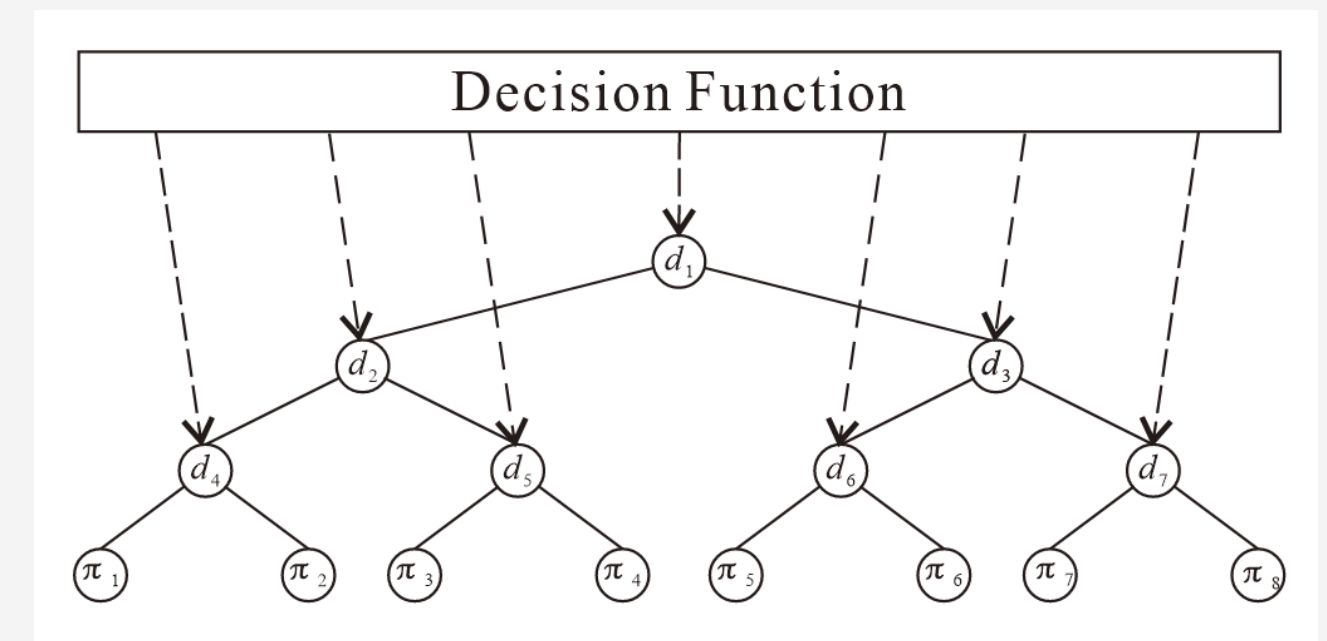 Decision Function
d₁
d₂ d₃
d₄ d₅ d₆ d₇
π₁ π₂ π₃ π₄ π₅ π₆ π₇ π₈